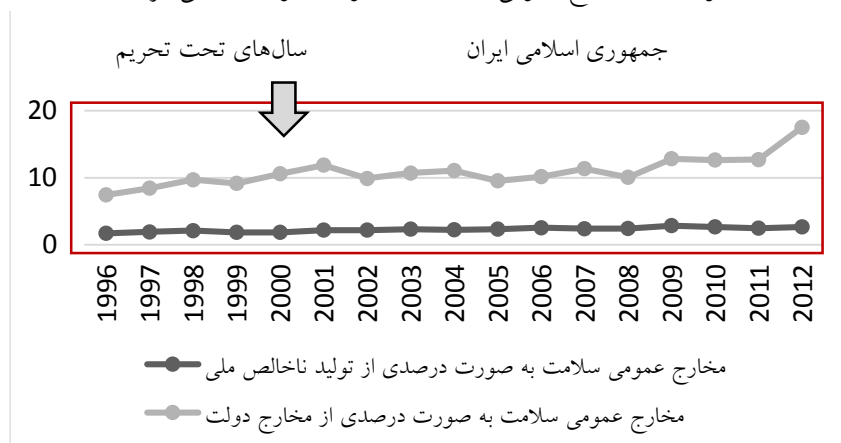 جمهوری اسلامی ایران
سال‌های تحت تحریم
20
10
0
1996 1997 1998 1999 2000 2001 2002 2003 2004 2005 2006 2007 2008 2009 2010 2011 2012
مخارج عمومی سلامت به صورت درصدی از تولید ناخالص ملی
مخارج عمومی سلامت به صورت درصدی از مخارج دولت